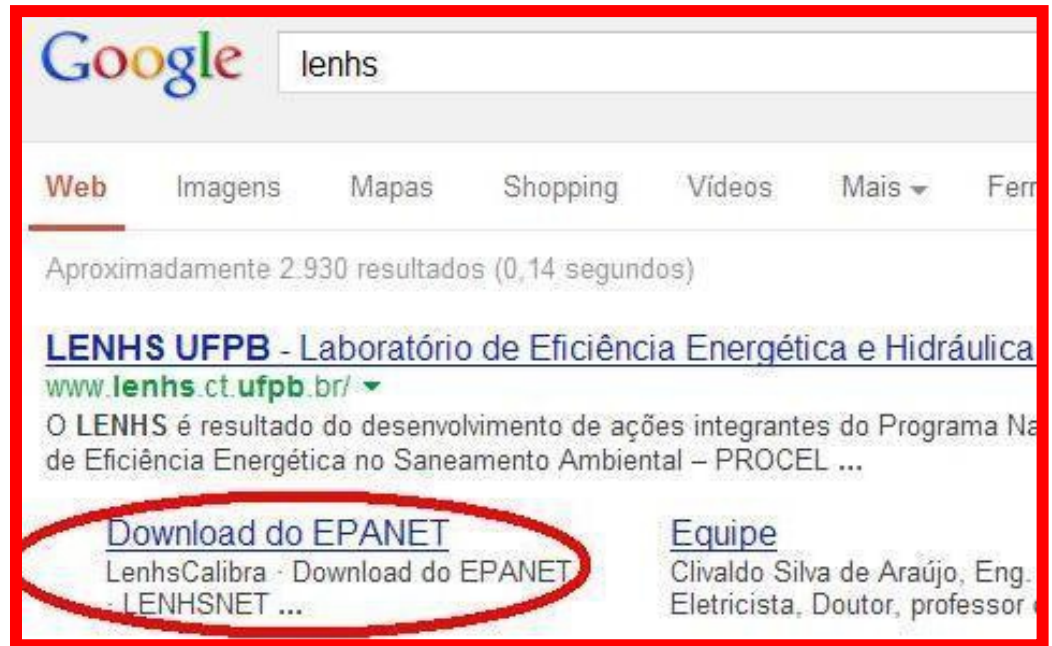 Google lenhs
Web Imagens Mapas Shopping Vídeos Mais Ferr
Aproximadamente 2.930 resultados (0,14 segundos)
LENHS UFPB - Laboratório de Eficiência Energética e Hidráulica
www.lenhs.ct.ufpb.br/
O LENHS é resultado do desenvolvimento de ações integrantes do Programa Na
de Eficiência Energética no Saneamento Ambiental – PROCEL ...
Download do EPANET
LenhsCalibra · Download do EPANET
· LENHSNET ...
Equipe
Clivaldo Silva de Araújo, Eng.
Eletricista, Doutor, professor